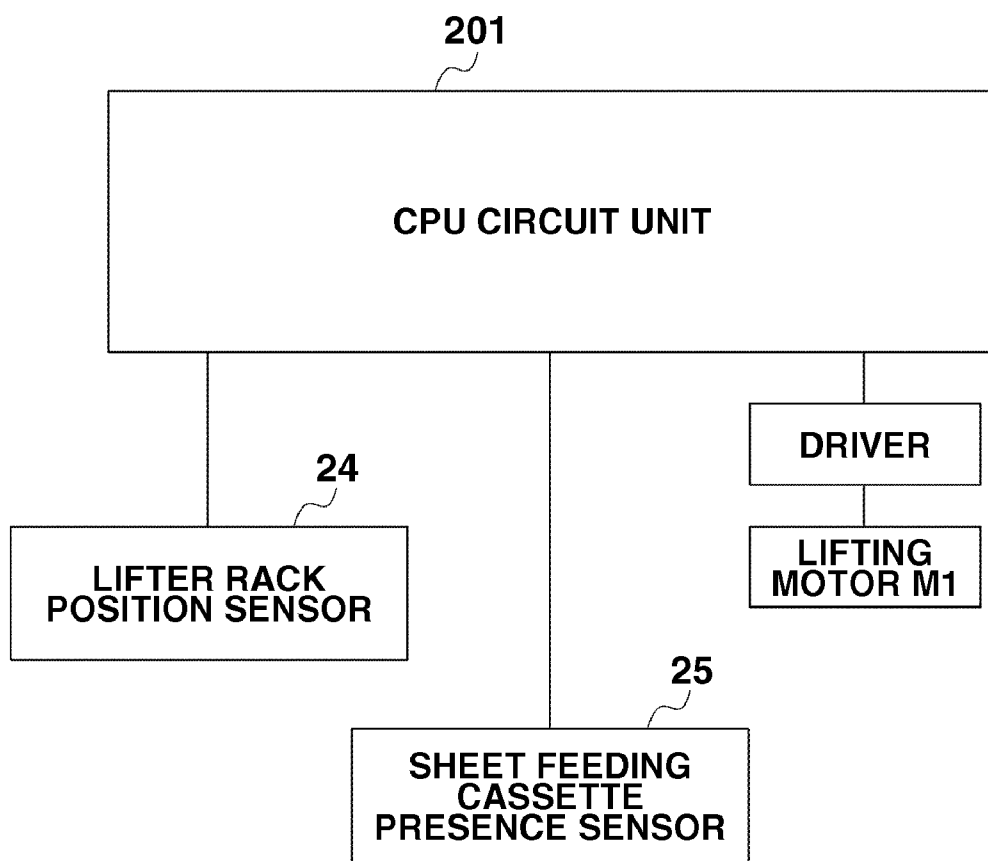 201
CPU CIRCUIT UNIT
DRIVER
24
LIFTER RACK
POSITION SENSOR
LIFTING
MOTOR M1
25
SHEET FEEDING
CASSETTE
PRESENCE SENSOR